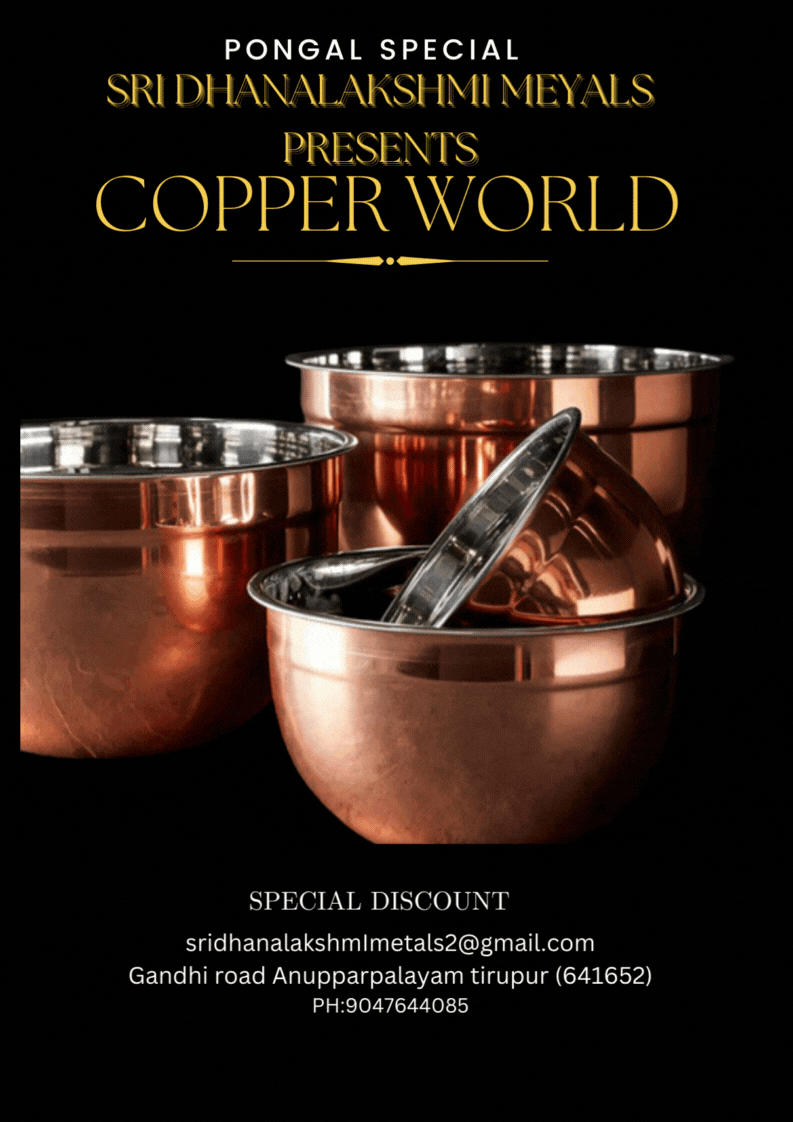 PONGAL SPECIAL
SRI DHANALAKSHMI MEYALS
PRESENTS
COPPER WORLD
SPECIAL DISCOUNT
sridhanalakshmImetals2@gmail.com
Gandhi road Anupparpalayam tirupur (641652)
PH:9047644085